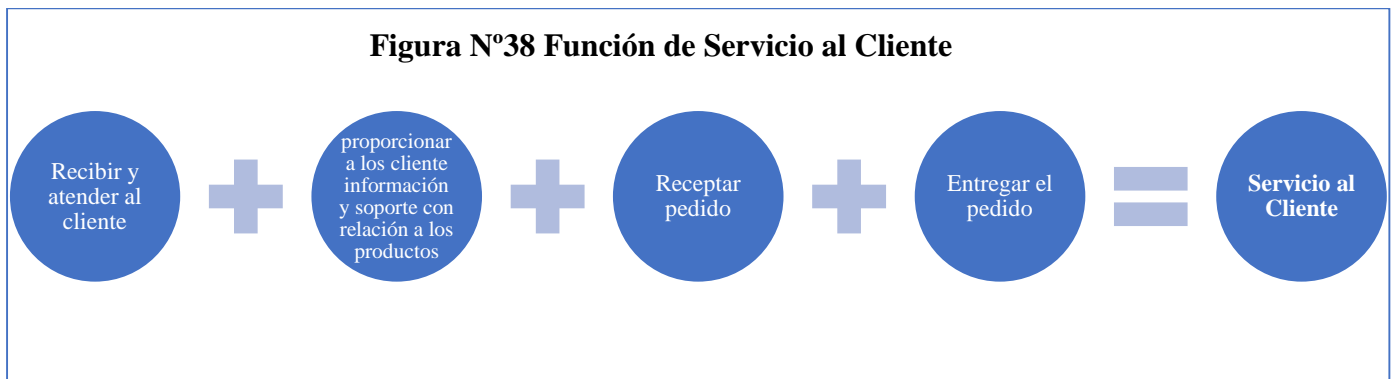 Figura Nº38 Función de Servicio al Cliente
Recibir y
atender al
cliente
proporcionar
a los cliente
información
y soporte con
relación a los
productos
Receptar
pedido
Entregar el
pedido
Servicio al
Cliente